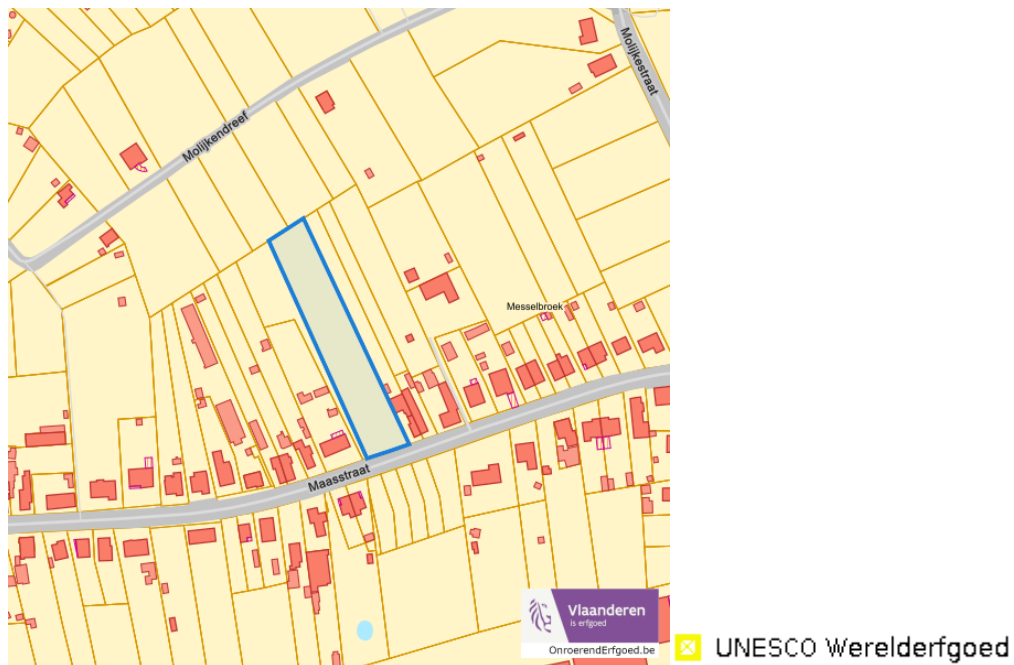 Molijkestraat
Molijkendreef
Messelbroek
Maasstraat
Vlaanderen
is erfgoed
OnroerendErfgoed.be
UNESCO Werelderfgoed